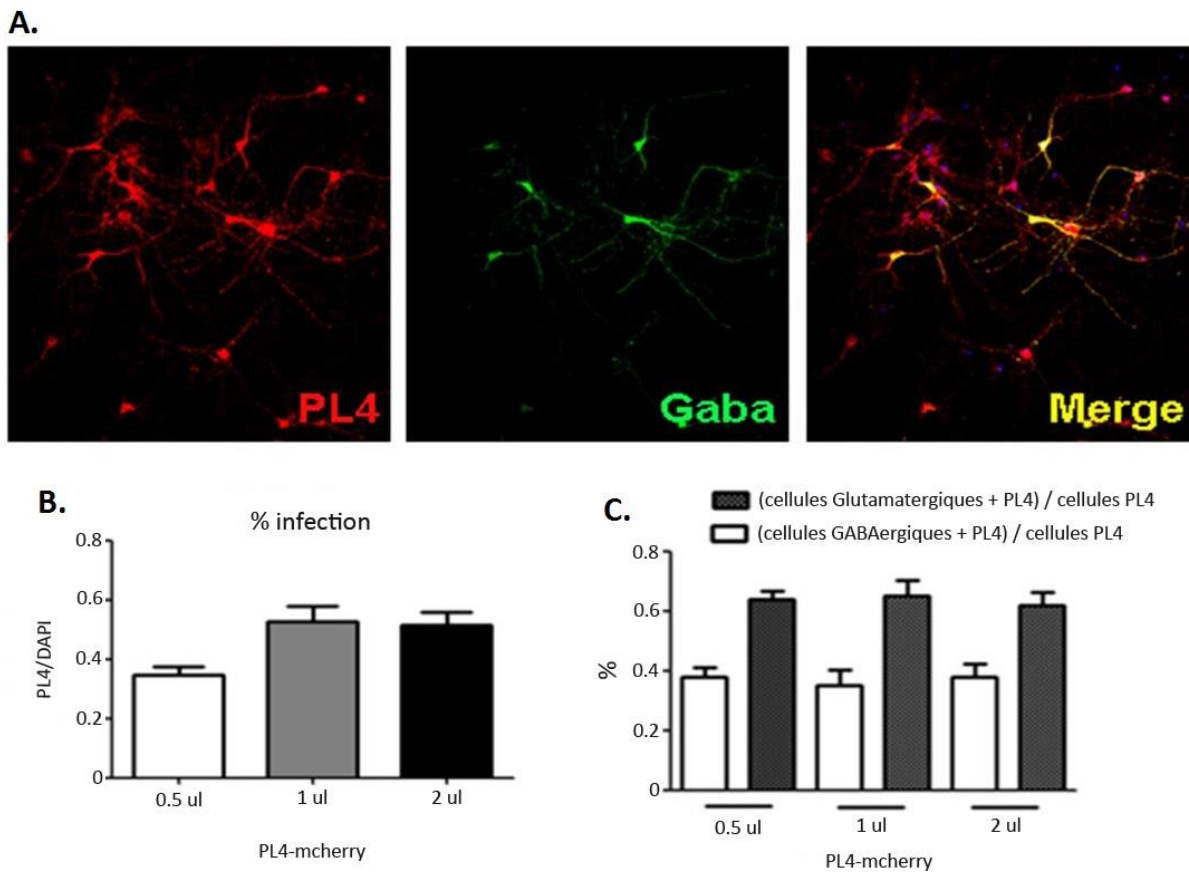 A.
PL4
Gaba
Merge
B.
% infection
0.8
0.6
0.4
0.2
0
PL4/DAPI
0.5 ul
1 ul
2 ul
PL4-mcherry
C.
(cellules Glutamatergiques + PL4) / cellules PL4
(cellules GABAergiques + PL4) / cellules PL4
0.8
0.6
0.4
0.2
0
%
0.5 ul
1 ul
2 ul
PL4-mcherry